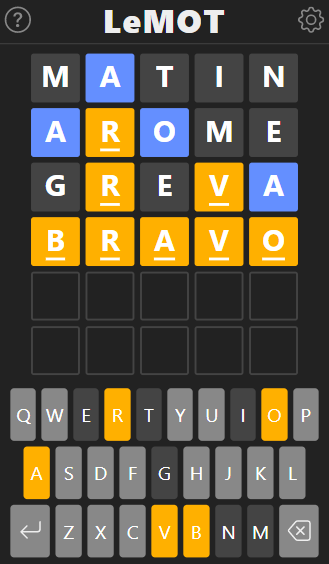 ? LeMOT
M A T I N
A R O M E
G R E V A
B R A V O
Q W E R T Y U I O P
A S D F G H J K L
Z X C V B N M